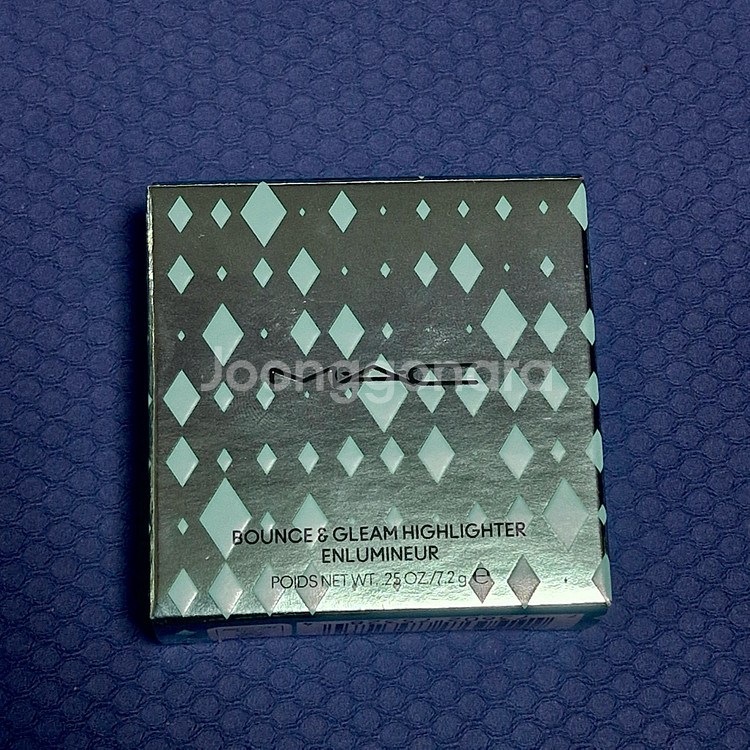 Joonggonara
MAC
BOUNCE & GLEAM HIGHLIGHTER
ENLUMINEUR
POIDS NET WT. .25 OZ./7.2 g ℮